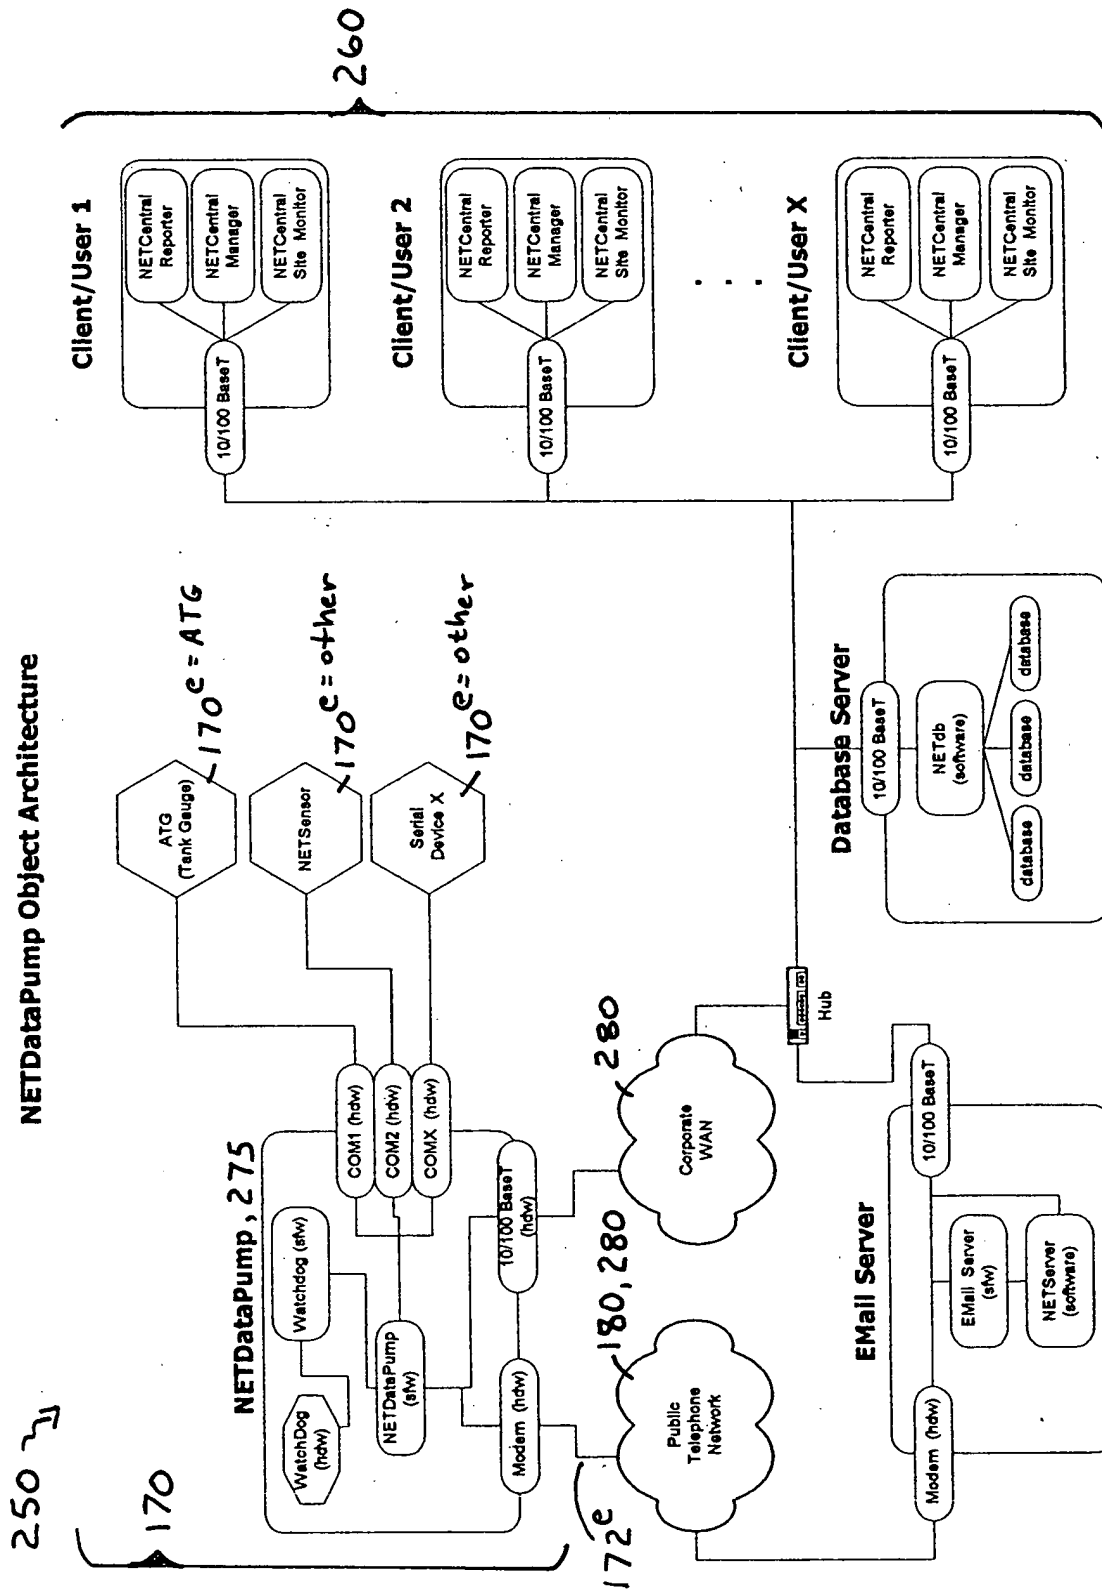 NETDataPump Object Architecture
250
170
NETDataPump, 275
WatchDog
(hdw)
Watchdog (sfw)
NETDataPump
(sfw)
COM1 (hdw)
COM2 (hdw)
COMX (hdw)
Modem (hdw)
10/100 BaseT
(hdw)
ATG
(Tank Gauge)
170 e = ATG
NETSensor
170 e = other
Serial
Device X
170 e = other
172 e
Public
Telephone
Network
180, 280
Corporate
WAN
280
Hub
EMail Server
Modem (hdw)
10/100 BaseT
EMail Server
(sfw)
NETServer
(software)
Database Server
10/100 BaseT
NETdb
(software)
database
database
database
260
Client/User 1
10/100 BaseT
NETCentral
Reporter
NETCentral
Manager
NETCentral
Site Monitor
Client/User 2
10/100 BaseT
NETCentral
Reporter
NETCentral
Manager
NETCentral
Site Monitor
. . .
Client/User X
10/100 BaseT
NETCentral
Reporter
NETCentral
Manager
NETCentral
Site Monitor